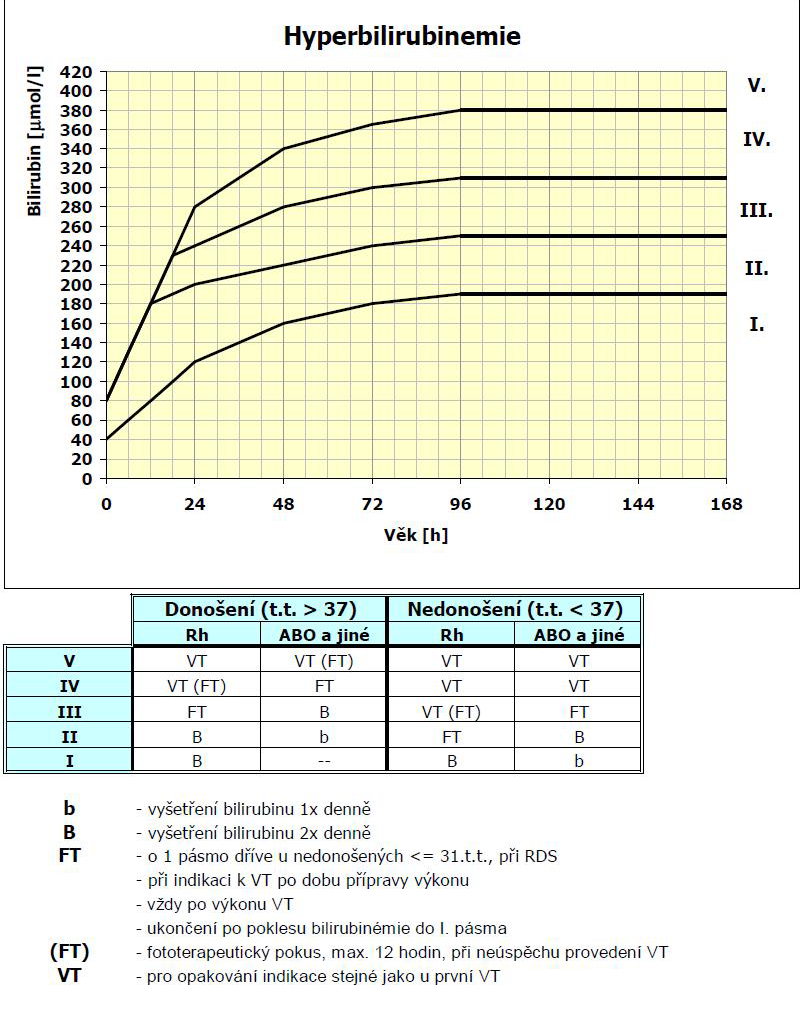 Hyperbilirubinemie
Bilirubin [µmol/l]
420
400
380
360
340
320
300
280
260
240
220
200
180
160
140
120
100
80
60
40
20
0
V.
IV.
III.
II.
I.
0 24 48 72 96 120 144 168
Věk [h]
Donošení (t.t. > 37) Nedonošení (t.t. < 37)
Rh ABO a jiné Rh ABO a jiné
V VT VT (FT) VT VT
IV VT (FT) FT VT VT
III FT B VT (FT) FT
II B b FT B
I B -- B b
b - vyšetření bilirubinu 1x denně
B - vyšetření bilirubinu 2x denně
FT - o 1 pásmo dříve u nedonošených <= 31.t.t., při RDS
- při indikaci k VT po dobu přípravy výkonu
- vždy po výkonu VT
- ukončení po poklesu bilirubinémie do I. pásma
(FT) - fototerapeutický pokus, max. 12 hodin, při neúspěchu provedení VT
VT - pro opakování indikace stejné jako u první VT